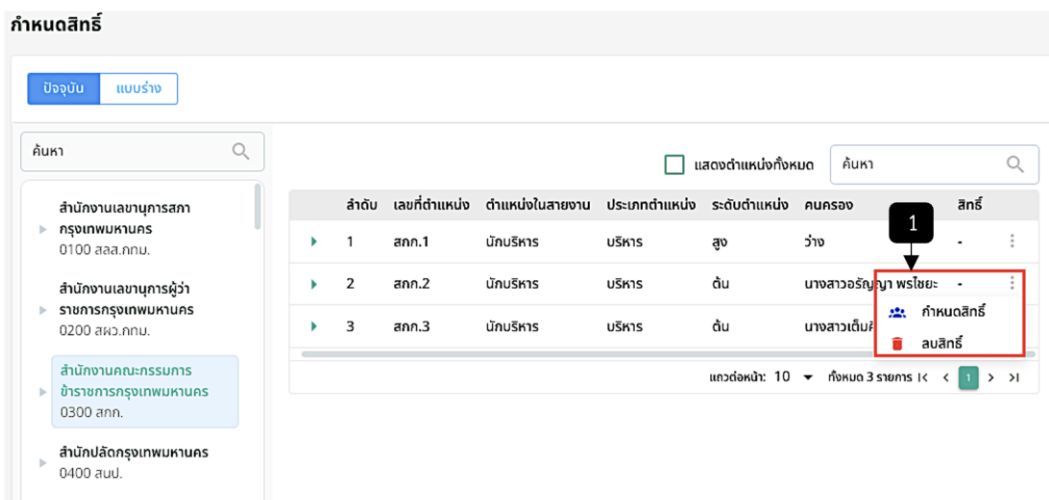 กำหนดสิทธิ์
ปัจจุบัน แบบร่าง
ค้นหา
แสดงตำแหน่งทั้งหมด ค้นหา
สำนักงานเลขานุการสภา
กรุงเทพมหานคร
0100 สลส.กทม.
สำนักงานเลขานุการผู้ว่า
ราชการกรุงเทพมหานคร
0200 สผว.กทม.
สำนักงานคณะกรรมการ
ข้าราชการกรุงเทพมหานคร
0300 สกก.
สำนักปลัดกรุงเทพมหานคร
0400 สนป.
ลำดับ เลขที่ตำแหน่ง ตำแหน่งในสายงาน ประเภทตำแหน่ง ระดับตำแหน่ง คนครอง สิทธิ์
1
1 สกก.1 นักบริหาร บริหาร สูง ว่าง -
2 สกก.2 นักบริหาร บริหาร ต้น นางสาวอรัญญา พรไชยะ -
3 สกก.3 นักบริหาร บริหาร ต้น
กำหนดสิทธิ์
ลบสิทธิ์
แถวต่อหน้า: 10 ทั้งหมด 3 รายการ 1